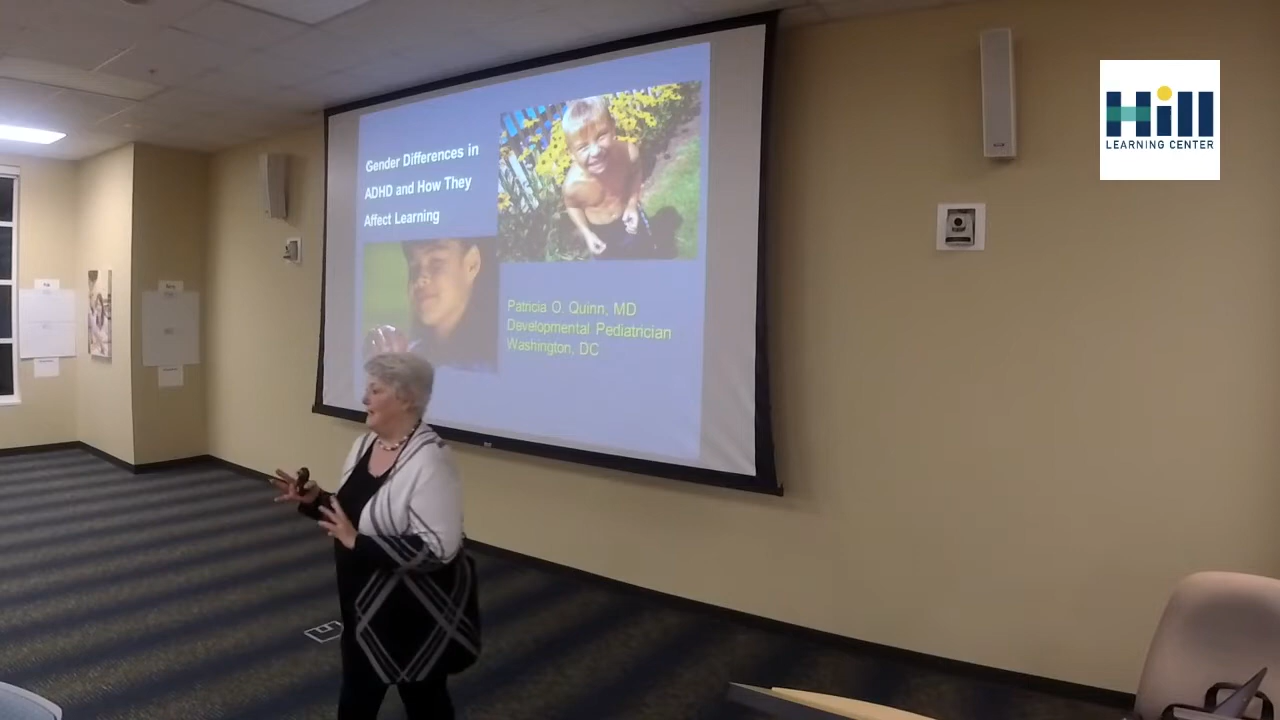 Gender Differences in
ADHD and How They
Affect Learning
Patricia O. Quinn, MD
Developmental Pediatrician
Washington, DC
Hill
LEARNING CENTER